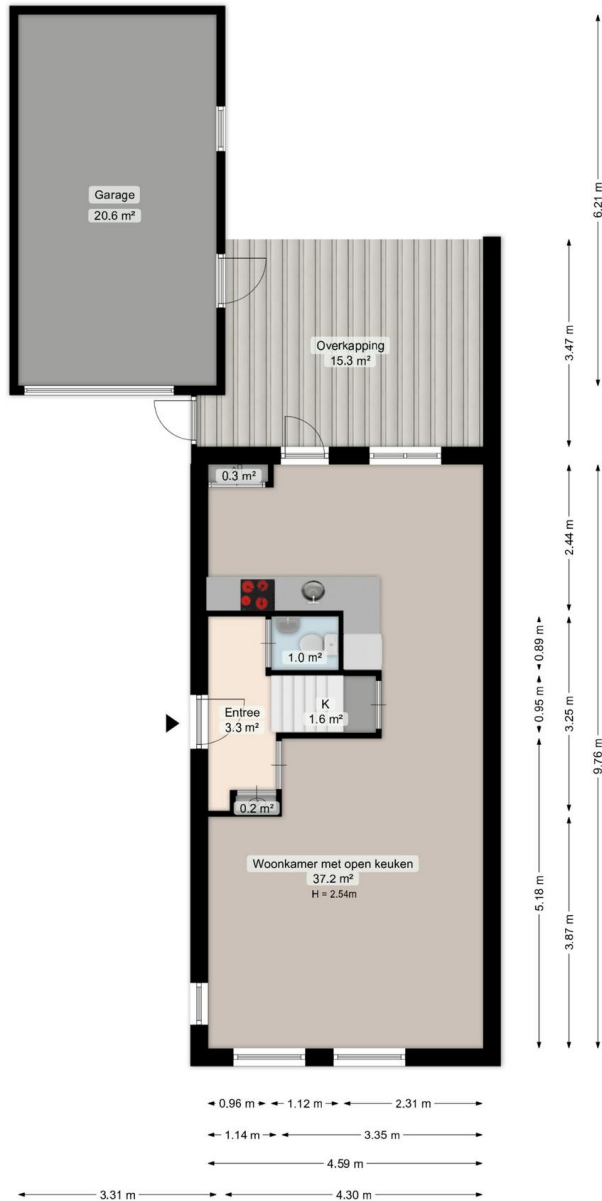 Garage
20.6 m²
6.21 m
Overkapping
15.3 m²
3.47 m
0.3 m²
2.44 m
1.0 m²
0.89 m
K
1.6 m²
Entree
3.3 m²
0.95 m
3.25 m
9.76 m
0.2 m²
Woonkamer met open keuken
37.2 m²
H = 2.54m
5.18 m
3.87 m
0.96 m
1.12 m
2.31 m
1.14 m
3.35 m
4.59 m
3.31 m
4.30 m